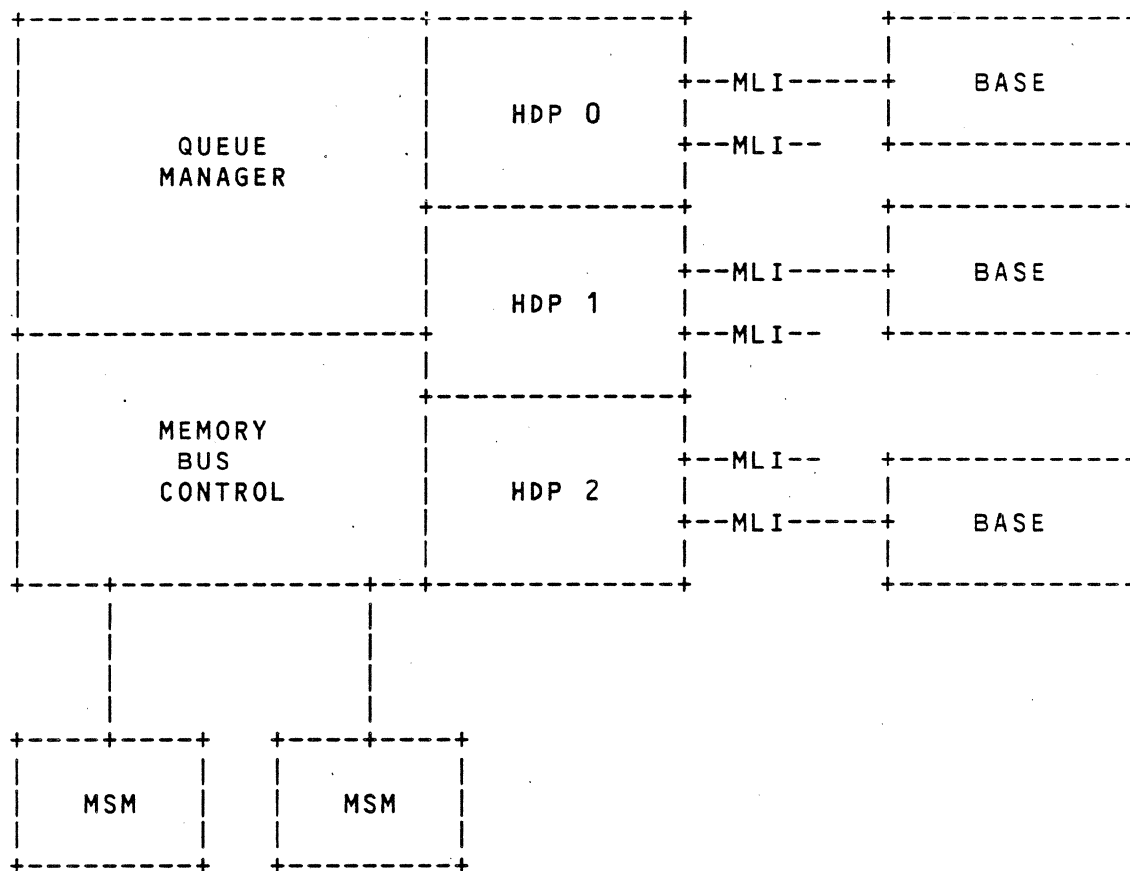 QUEUE
MANAGER
HDP 0
MLI
BASE
MLI
HDP 1
MLI
BASE
MLI
MEMORY
BUS
CONTROL
HDP 2
MLI
MLI
BASE
MSM
MSM